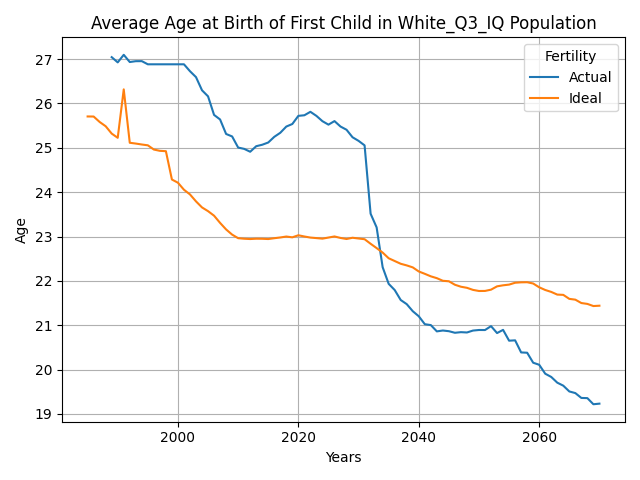 Average Age at Birth of First Child in White_Q3_IQ Population
Fertility
Actual
Ideal
Age
27
26
25
24
23
22
21
20
19
2000 2020 2040 2060
Years